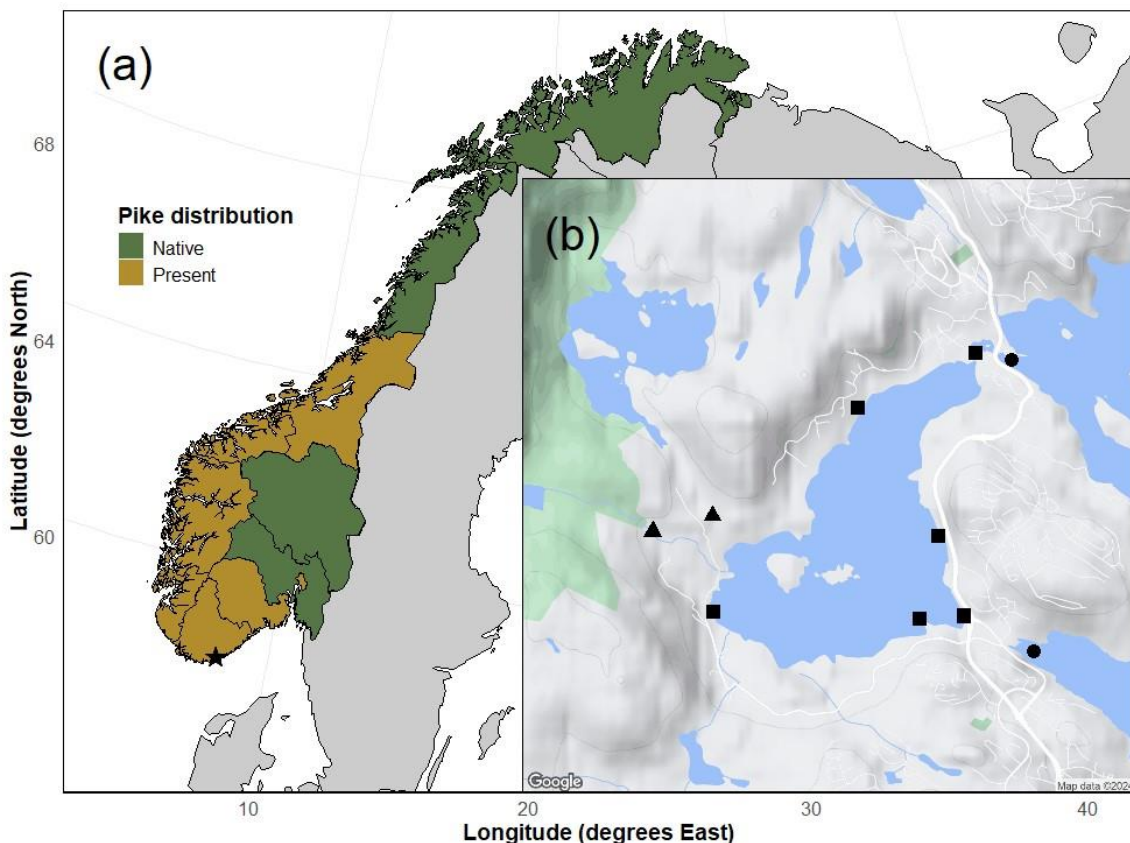 (a)
68
64
60
Latitude (degrees North)
Pike distribution
Native
Present
(b)
Google
Map data ©2024
10
20
30
40
Longitude (degrees East)